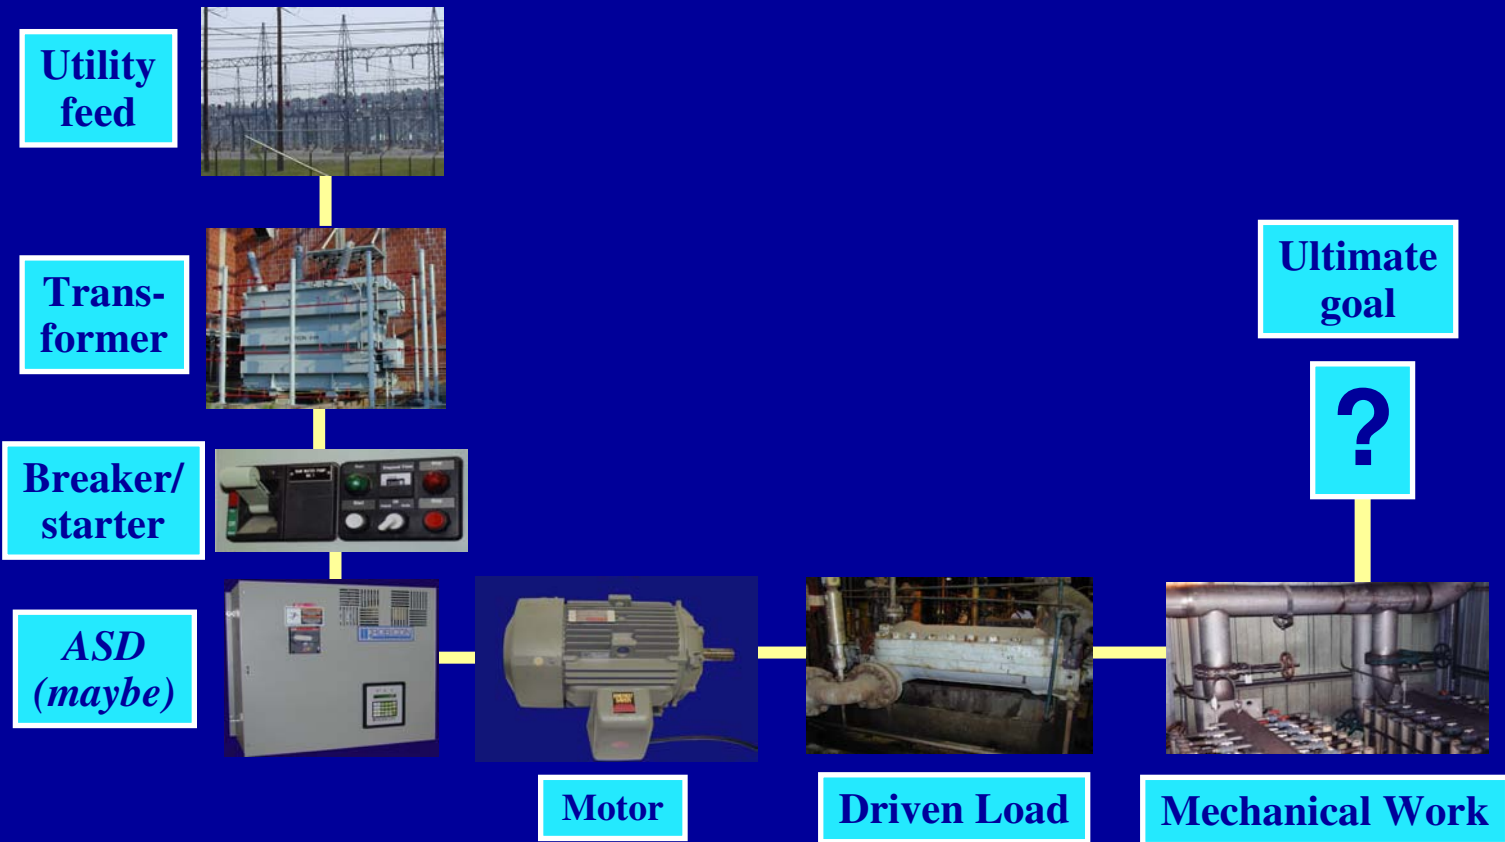 Utility
feed
Trans-
former
Breaker/
starter
ASD
(maybe)
Motor
Driven Load
Mechanical Work
Ultimate
goal
?